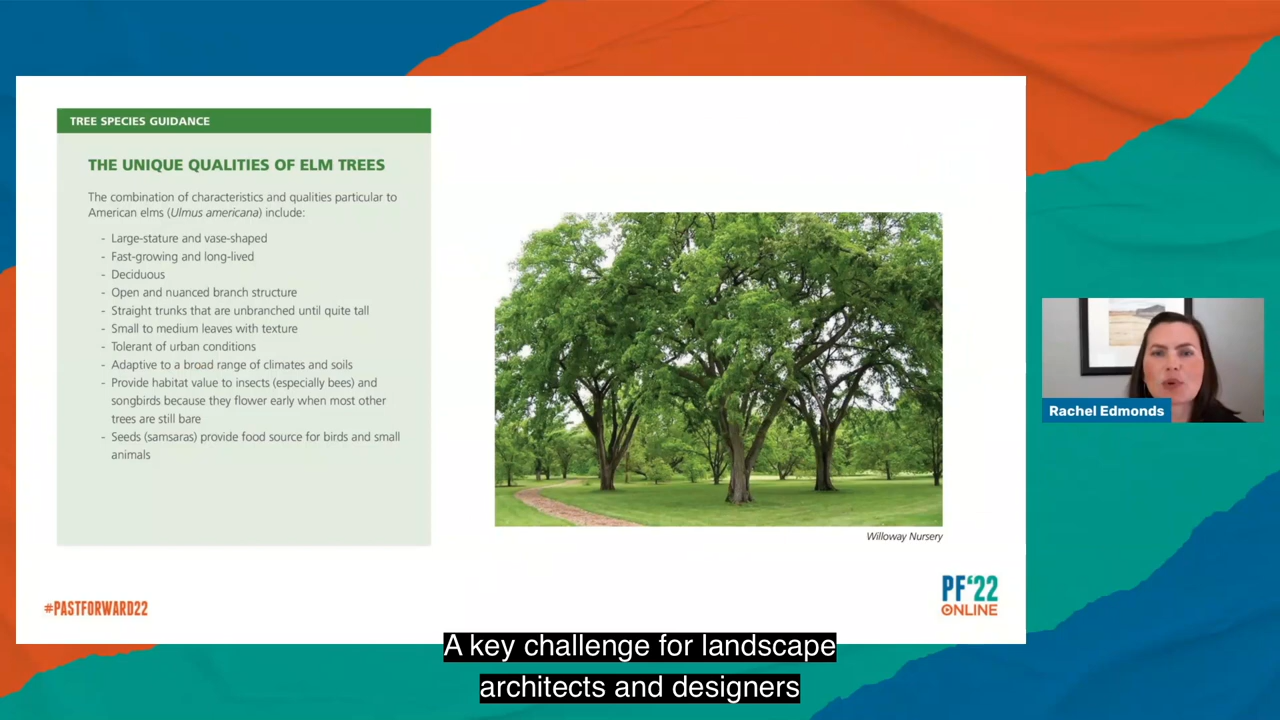 TREE SPECIES GUIDANCE
THE UNIQUE QUALITIES OF ELM TREES
The combination of characteristics and qualities particular to
American elms (Ulmus americana) include:
- Large-stature and vase-shaped
- Fast-growing and long-lived
- Deciduous
- Open and nuanced branch structure
- Straight trunks that are unbranched until quite tall
- Small to medium leaves with texture
- Tolerant of urban conditions
- Adaptive to a broad range of climates and soils
- Provide habitat value to insects (especially bees) and
songbirds because they flower early when most other
trees are still bare
- Seeds (samsaras) provide food source for birds and small
animals
Willoway Nursery
Rachel Edmonds
#PASTFORWARD22
PF'22
ONLINE
A key challenge for landscape
architects and designers